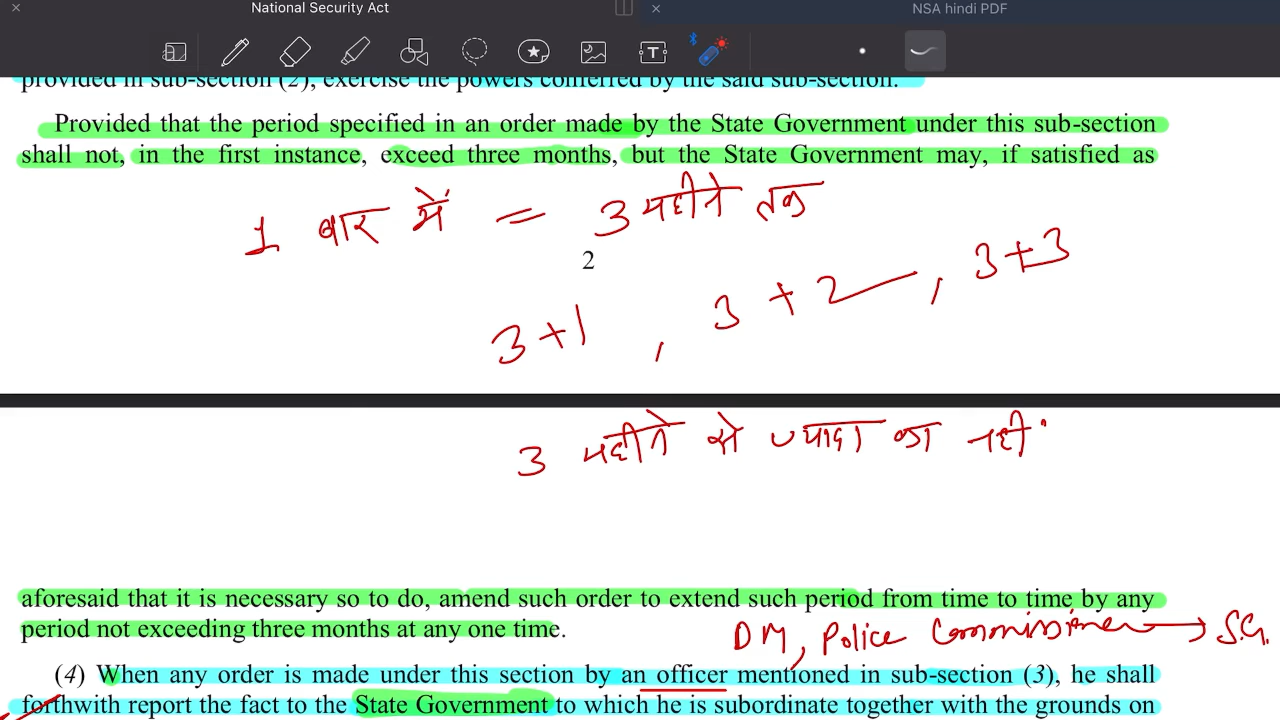 National Security Act
NSA hindi PDF
provided in sub-section (2), exercise the powers conferred by the said sub-section.
Provided that the period specified in an order made by the State Government under this sub-section
shall not, in the first instance, exceed three months, but the State Government may, if satisfied as
1 बार में = 3 महीने तक
2
3+1 , 3+2 , 3+3
3 महीने से ज्यादा का नही
aforesaid that it is necessary so to do, amend such order to extend such period from time to time by any
period not exceeding three months at any one time.
DM, Police Commissioner → S.G.
(4) When any order is made under this section by an officer mentioned in sub-section (3), he shall
forthwith report the fact to the State Government to which he is subordinate together with the grounds on